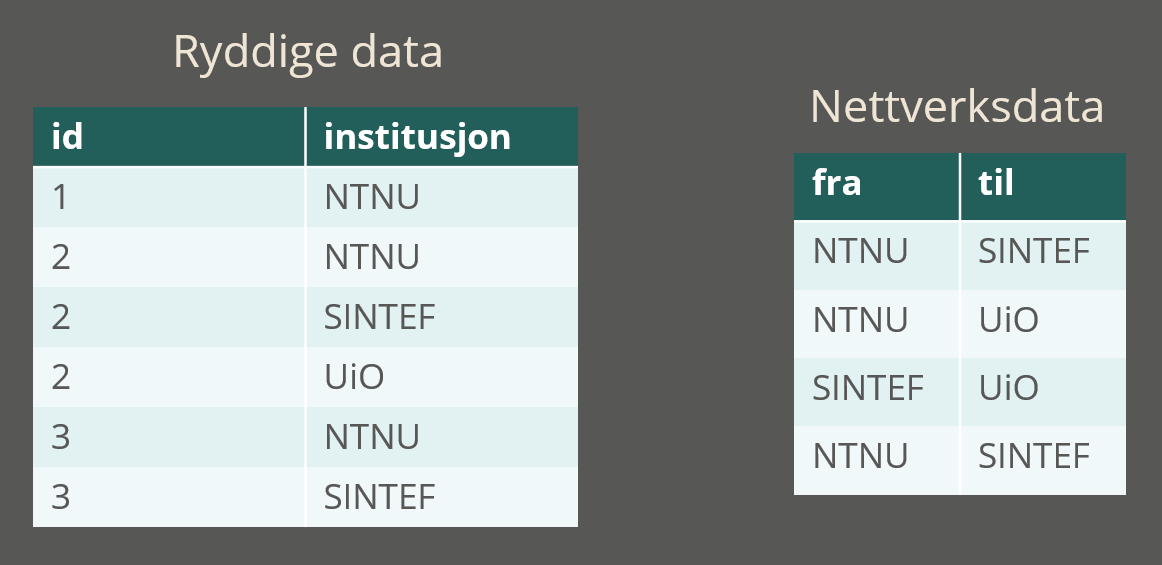 Ryddige data
id institusjon
1 NTNU
2 NTNU
2 SINTEF
2 UiO
3 NTNU
3 SINTEF
Nettverksdata
fra til
NTNU SINTEF
NTNU UiO
SINTEF UiO
NTNU SINTEF